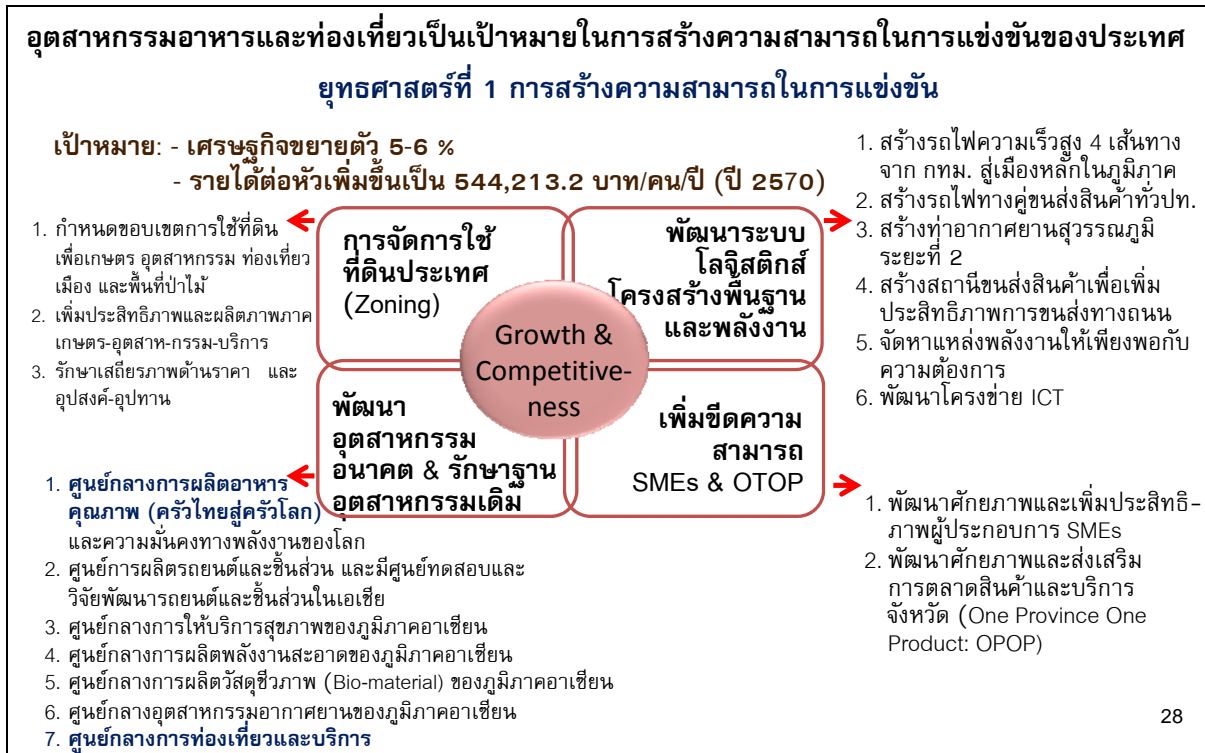 อุตสาหกรรมอาหารและท่องเที่ยวเป็นเป้าหมายในการสร้างความสามารถในการแข่งขันของประเทศ
ยุทธศาสตร์ที่ 1 การสร้างความสามารถในการแข่งขัน
เป้าหมาย: - เศรษฐกิจขยายตัว 5-6 %
- รายได้ต่อหัวเพิ่มขึ้นเป็น 544,213.2 บาท/คน/ปี (ปี 2570)
1. กำหนดขอบเขตการใช้ที่ดิน
เพื่อเกษตร อุตสาหกรรม ท่องเที่ยว
เมือง และพื้นที่ป่าไม้
2. เพิ่มประสิทธิภาพและผลิตภาพภาค
เกษตร-อุตสาห-กรรม-บริการ
3. รักษาเสถียรภาพด้านราคา และ
อุปสงค์-อุปทาน
การจัดการใช้
ที่ดินประเทศ
(Zoning)
พัฒนาระบบ
โลจิสติกส์
โครงสร้างพื้นฐาน
และพลังงาน
Growth &
Competitive-
ness
พัฒนา
อุตสาหกรรม
อนาคต & รักษาฐาน
อุตสาหกรรมเดิม
เพิ่มขีดความ
สามารถ
SMEs & OTOP
1. สร้างรถไฟความเร็วสูง 4 เส้นทาง
จาก กทม. สู่เมืองหลักในภูมิภาค
2. สร้างรถไฟทางคู่ขนส่งสินค้าทั่วปท.
3. สร้างท่าอากาศยานสุวรรณภูมิ
ระยะที่ 2
4. สร้างสถานีขนส่งสินค้าเพื่อเพิ่ม
ประสิทธิภาพการขนส่งทางถนน
5. จัดหาแหล่งพลังงานให้เพียงพอกับ
ความต้องการ
6. พัฒนาโครงข่าย ICT
1. ศูนย์กลางการผลิตอาหาร
คุณภาพ (ครัวไทยสู่ครัวโลก)
และความมั่นคงทางพลังงานของโลก
2. ศูนย์การผลิตรถยนต์และชิ้นส่วน และมีศูนย์ทดสอบและ
วิจัยพัฒนารถยนต์และชิ้นส่วนในเอเชีย
3. ศูนย์กลางการให้บริการสุขภาพของภูมิภาคอาเซียน
4. ศูนย์กลางการผลิตพลังงานสะอาดของภูมิภาคอาเซียน
5. ศูนย์กลางการผลิตวัสดุชีวภาพ (Bio-material) ของภูมิภาคอาเซียน
6. ศูนย์กลางอุตสาหกรรมอากาศยานของภูมิภาคอาเซียน
7. ศูนย์กลางการท่องเที่ยวและบริการ
1. พัฒนาศักยภาพและเพิ่มประสิทธิ-
ภาพผู้ประกอบการ SMEs
2. พัฒนาศักยภาพและส่งเสริม
การตลาดสินค้าและบริการ
จังหวัด (One Province One
Product: OPOP)
28